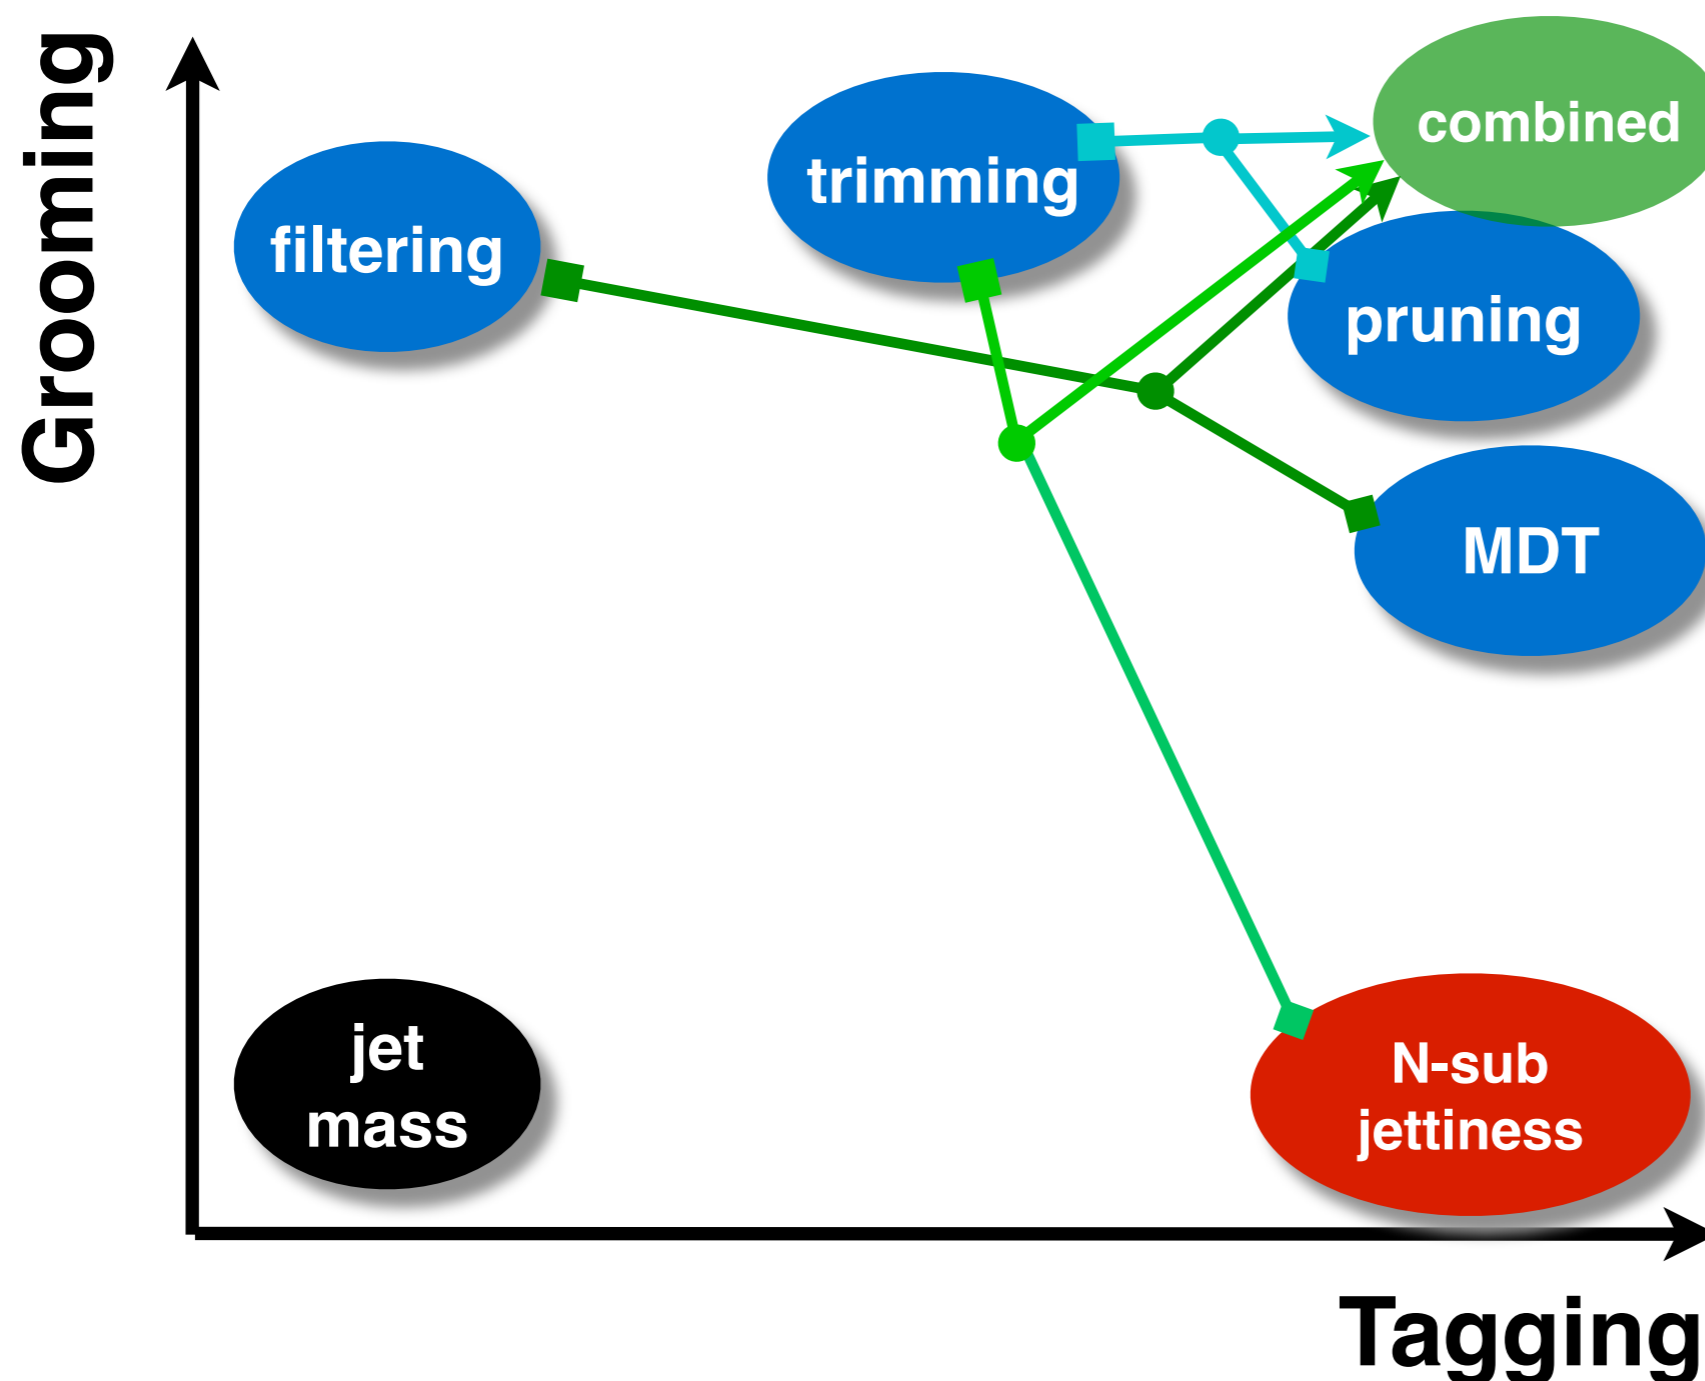 Grooming
combined
trimming
filtering
pruning
MDT
jet
mass
N-sub
jettiness
Tagging